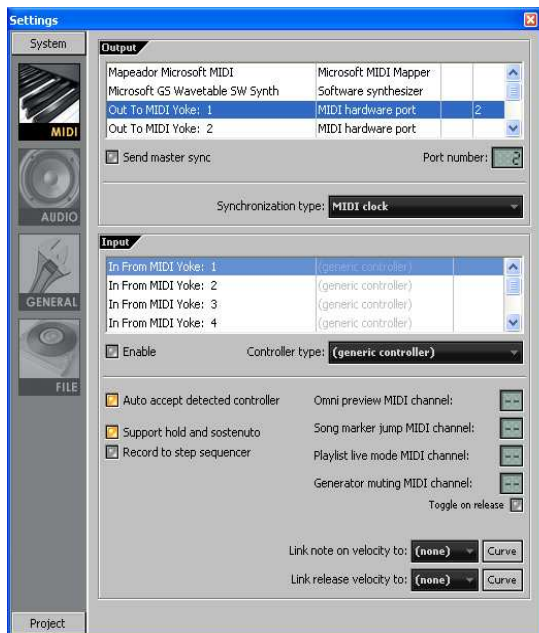 Settings
System
MIDI
AUDIO
GENERAL
FILE
Project
Output
Mapeador Microsoft MIDI Microsoft MIDI Mapper
Microsoft GS Wavetable SW Synth Software synthesizer
Out To MIDI Yoke: 1 MIDI hardware port 2
Out To MIDI Yoke: 2 MIDI hardware port
Send master sync Port number: 2
Synchronization type: MIDI clock
Input
In From MIDI Yoke: 1 (generic controller)
In From MIDI Yoke: 2 (generic controller)
In From MIDI Yoke: 3 (generic controller)
In From MIDI Yoke: 4 (generic controller)
Enable Controller type: (generic controller)
Auto accept detected controller Omni preview MIDI channel: --
Support hold and sostenuto Song marker jump MIDI channel: --
Record to step sequencer Playlist live mode MIDI channel: --
Generator muting MIDI channel: --
Toggle on release
Link note on velocity to: (none) Curve
Link release velocity to: (none) Curve